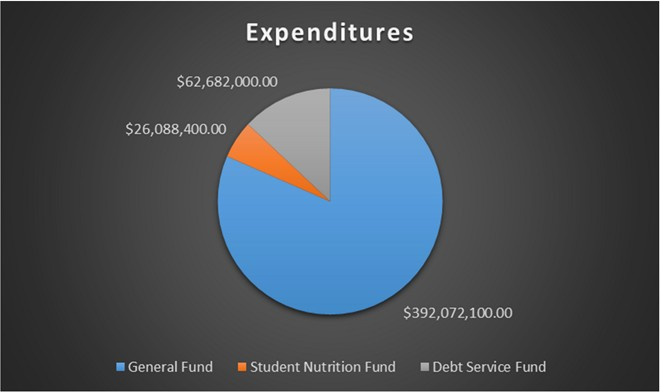 Expenditures
$62,682,000.00
$26,088,400.00
$392,072,100.00
General Fund Student Nutrition Fund Debt Service Fund